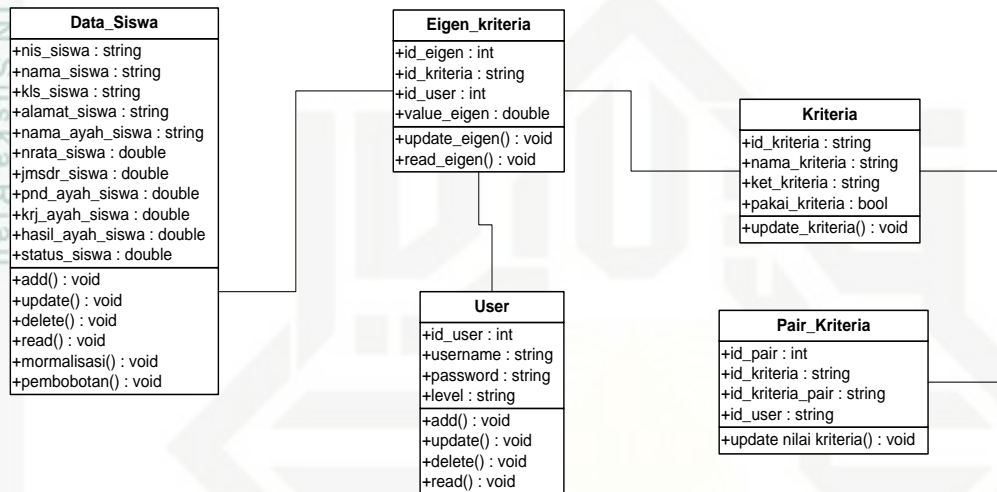 Data_Siswa
+nis_siswa : string
+nama_siswa : string
+kls_siswa : string
+alamat_siswa : string
+nama_ayah_siswa : string
+nrata_siswa : double
+jmsdr_siswa : double
+pnd_ayah_siswa : double
+krj_ayah_siswa : double
+hasil_ayah_siswa : double
+status_siswa : double
+add() : void
+update() : void
+delete() : void
+read() : void
+mormalisasi() : void
+pembobotan() : void
Eigen_kriteria
+id_eigen : int
+id_kriteria : string
+id_user : int
+value_eigen : double
+update_eigen() : void
+read_eigen() : void
User
+id_user : int
+username : string
+password : string
+level : string
+add() : void
+update() : void
+delete() : void
+read() : void
Kriteria
+id_kriteria : string
+nama_kriteria : string
+ket_kriteria : string
+pakai_kriteria : bool
+update_kriteria() : void
Pair_Kriteria
+id_pair : int
+id_kriteria : string
+id_kriteria_pair : string
+id_user : string
+update nilai kriteria() : void